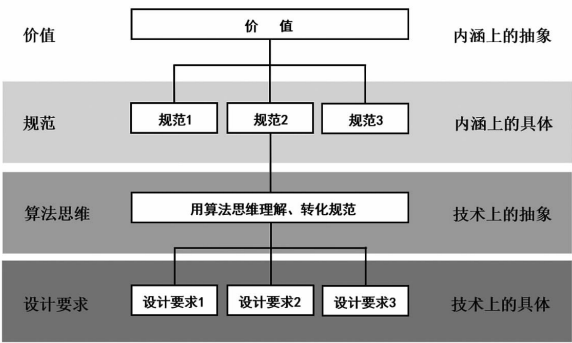 价值
价 值
内涵上的抽象
规范
规范1
规范2
规范3
内涵上的具体
算法思维
用算法思维理解、转化规范
技术上的抽象
设计要求
设计要求1
设计要求2
设计要求3
技术上的具体